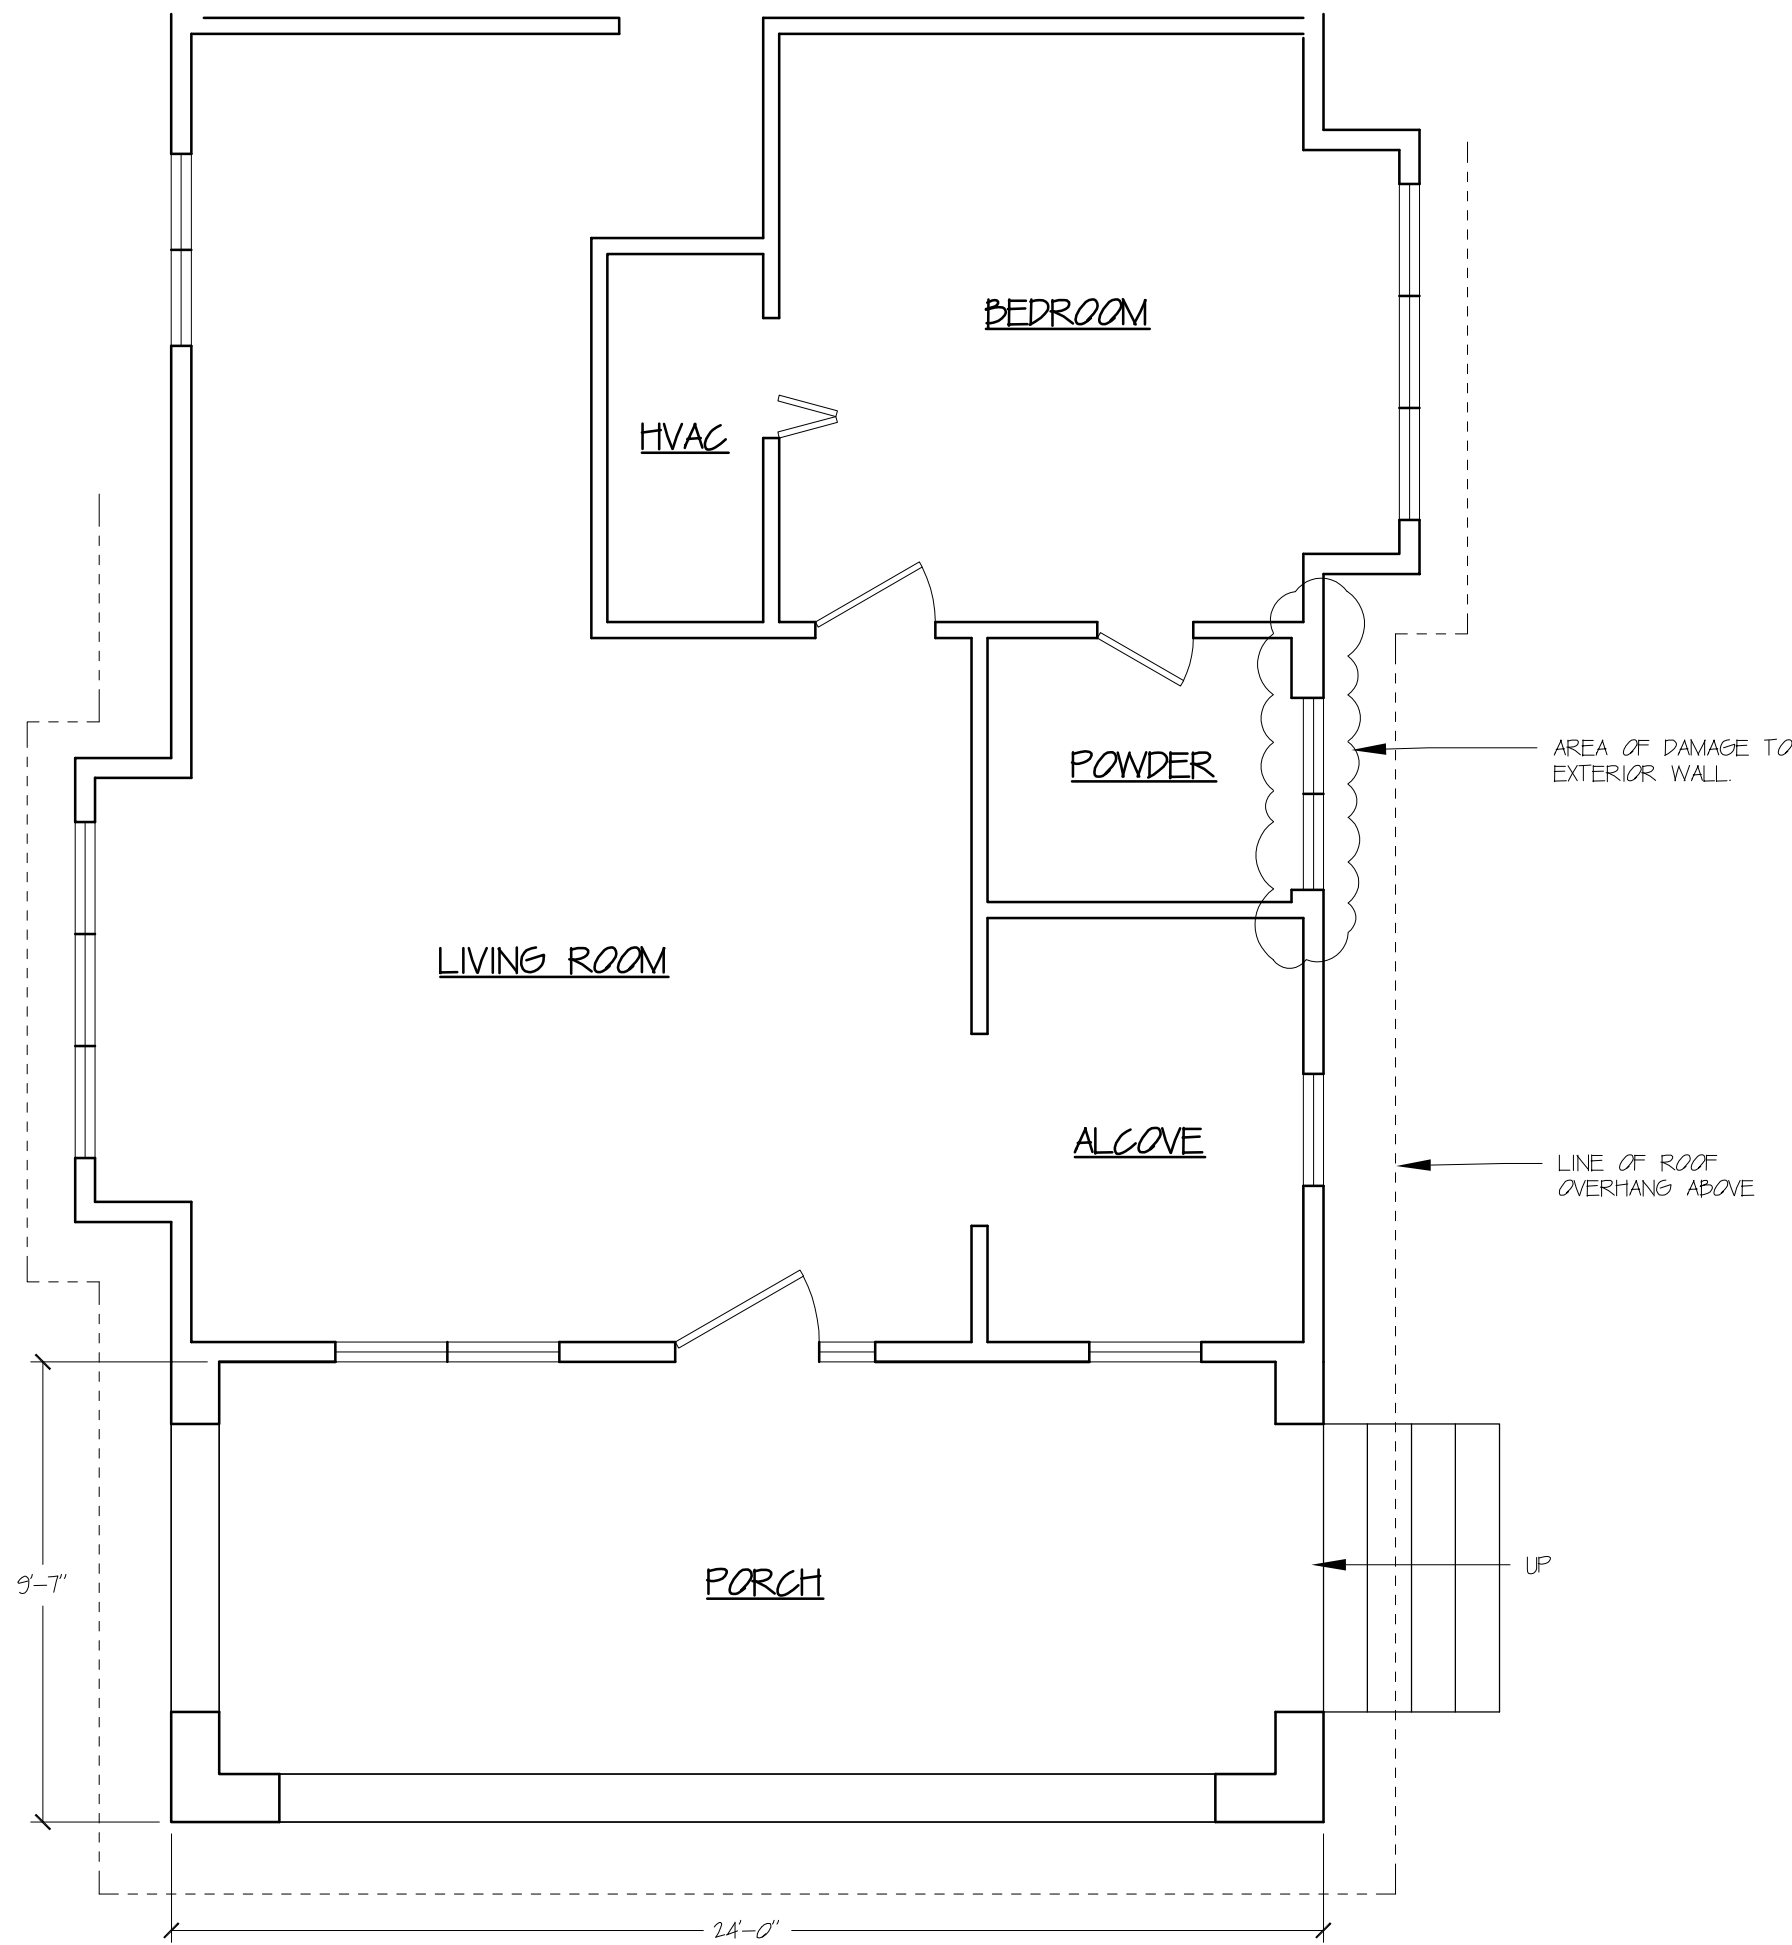 BEDROOM
HVAC
POWDER
AREA OF DAMAGE TO
EXTERIOR WALL.
LIVING ROOM
ALCOVE
LINE OF ROOF
OVERHANG ABOVE
UP
9'-7"
PORCH
24'-0"